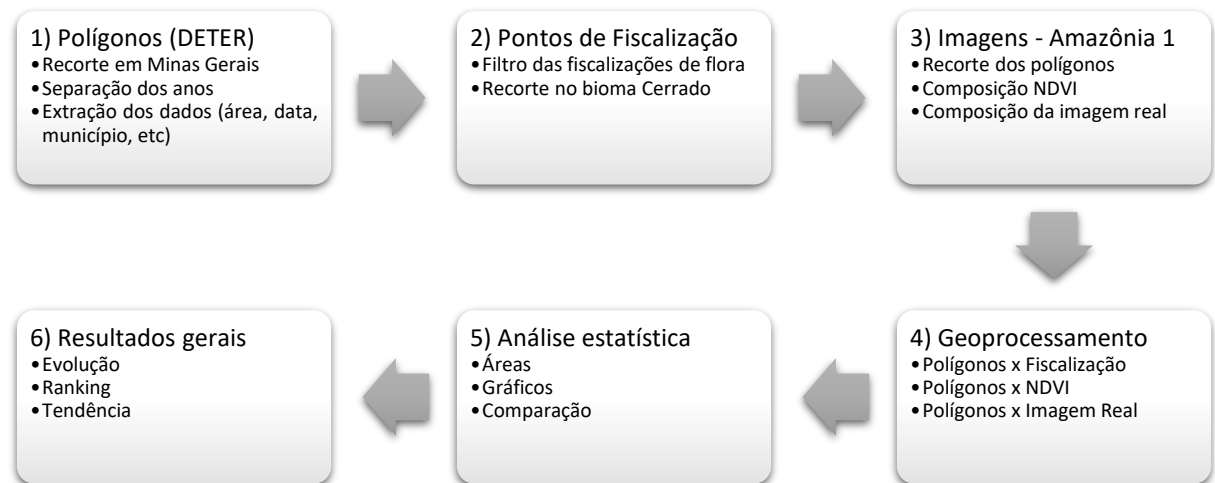 1) Polígonos (DETER)
•Recorte em Minas Gerais
•Separação dos anos
•Extração dos dados (área, data,
município, etc)
2) Pontos de Fiscalização
•Filtro das fiscalizações de flora
•Recorte no bioma Cerrado
3) Imagens - Amazônia 1
•Recorte dos polígonos
•Composição NDVI
•Composição da imagem real
4) Geoprocessamento
•Polígonos x Fiscalização
•Polígonos x NDVI
•Polígonos x Imagem Real
5) Análise estatística
•Áreas
•Gráficos
•Comparação
6) Resultados gerais
•Evolução
•Ranking
•Tendência